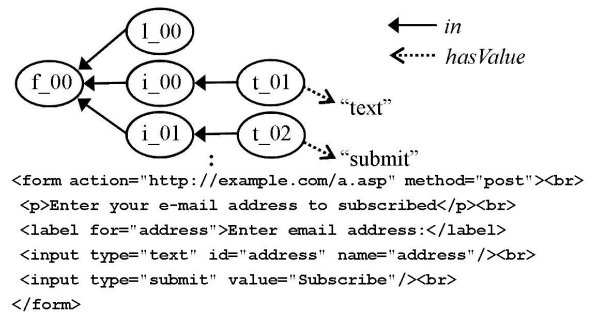 l_00
in
f_00
i_00
t_01
hasValue
"text"
i_01
t_02
"submit"
:
<form action="http://example.com/a.asp" method="post"><br>
<p>Enter your e-mail address to subscribed</p><br>
<label for="address">Enter email address:</label>
<input type="text" id="address" name="address"/><br>
<input type="submit" value="Subscribe"/><br>
</form>